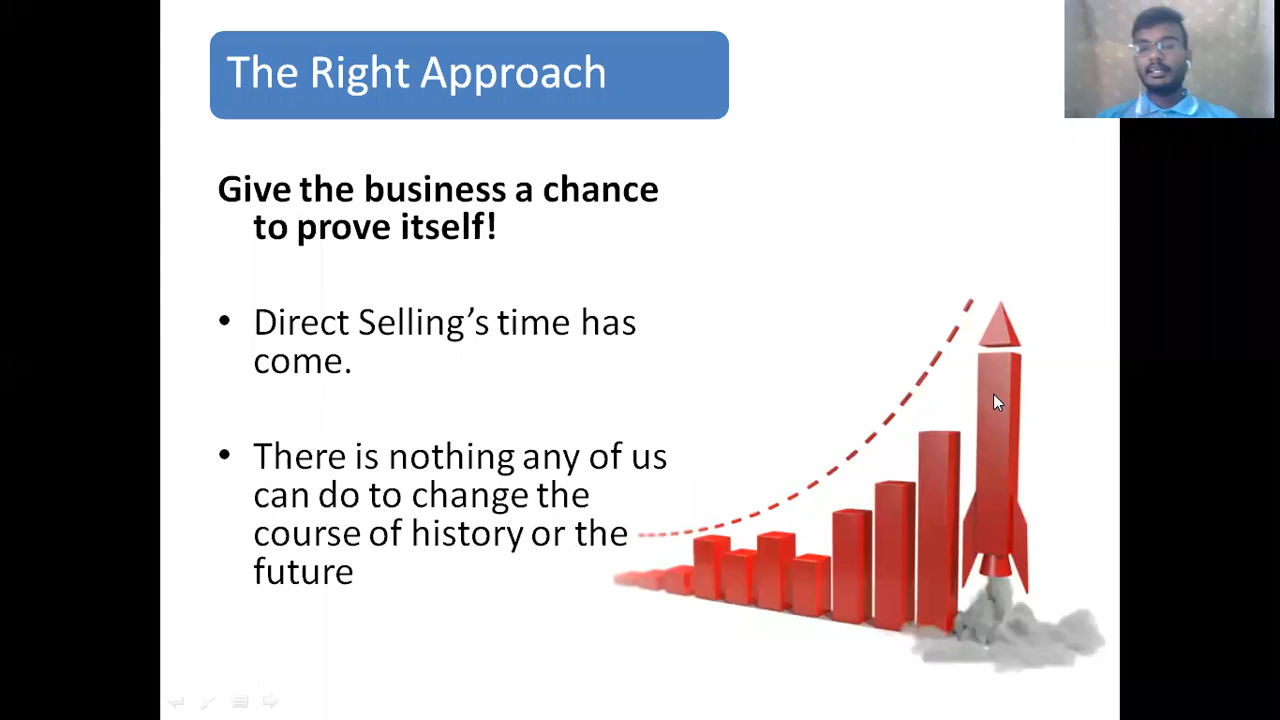 The Right Approach
Give the business a chance
to prove itself!
• Direct Selling’s time has
come.
• There is nothing any of us
can do to change the
course of history or the
future